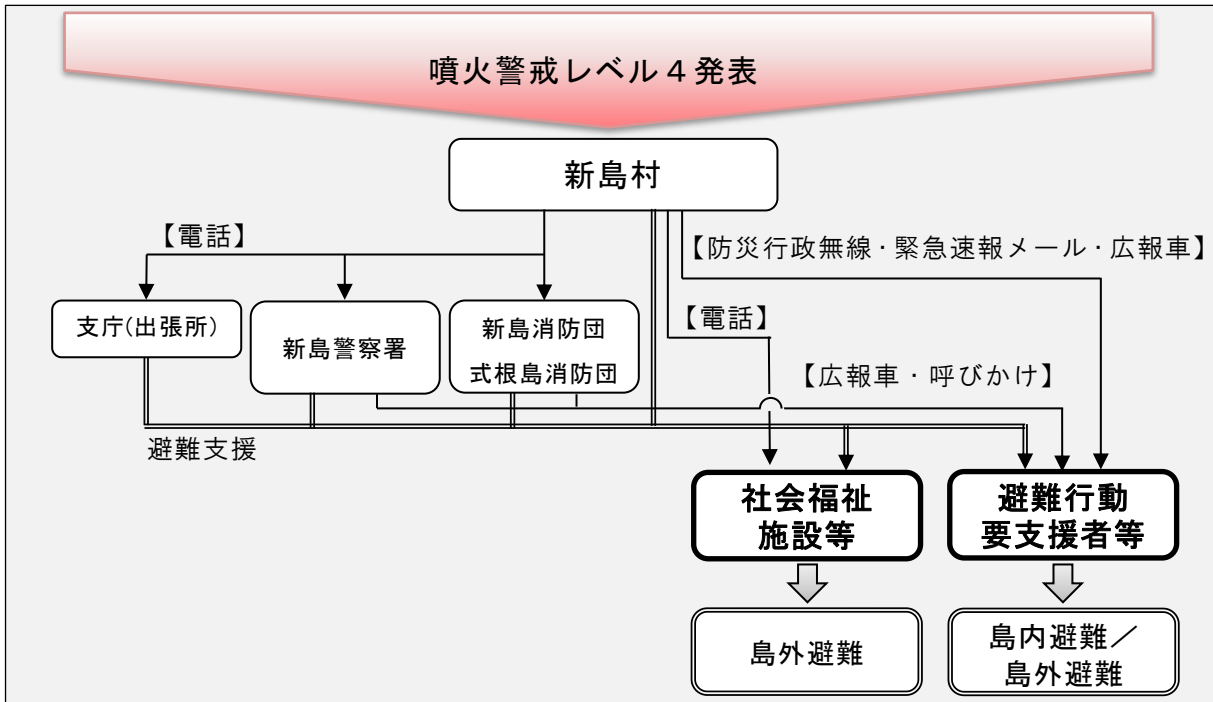 噴火警戒レベル４発表
新島村
【電話】
【防災行政無線・緊急速報メール・広報車】
支庁(出張所)
新島警察署
新島消防団
式根島消防団
【電話】
【広報車・呼びかけ】
避難支援
社会福祉
施設等
避難行動
要支援者等
島外避難
島内避難／
島外避難